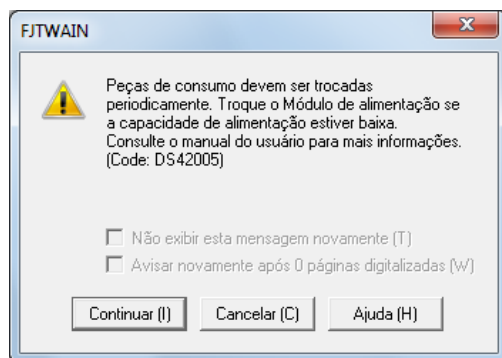 FJTWAIN
Peças de consumo devem ser trocadas
periodicamente. Troque o Módulo de alimentação se
a capacidade de alimentação estiver baixa.
Consulte o manual do usuário para mais informações.
(Code: DS42005)
Não exibir esta mensagem novamente (T)
Avisar novamente após 0 páginas digitalizadas (W)
Continuar (I) Cancelar (C) Ajuda (H)